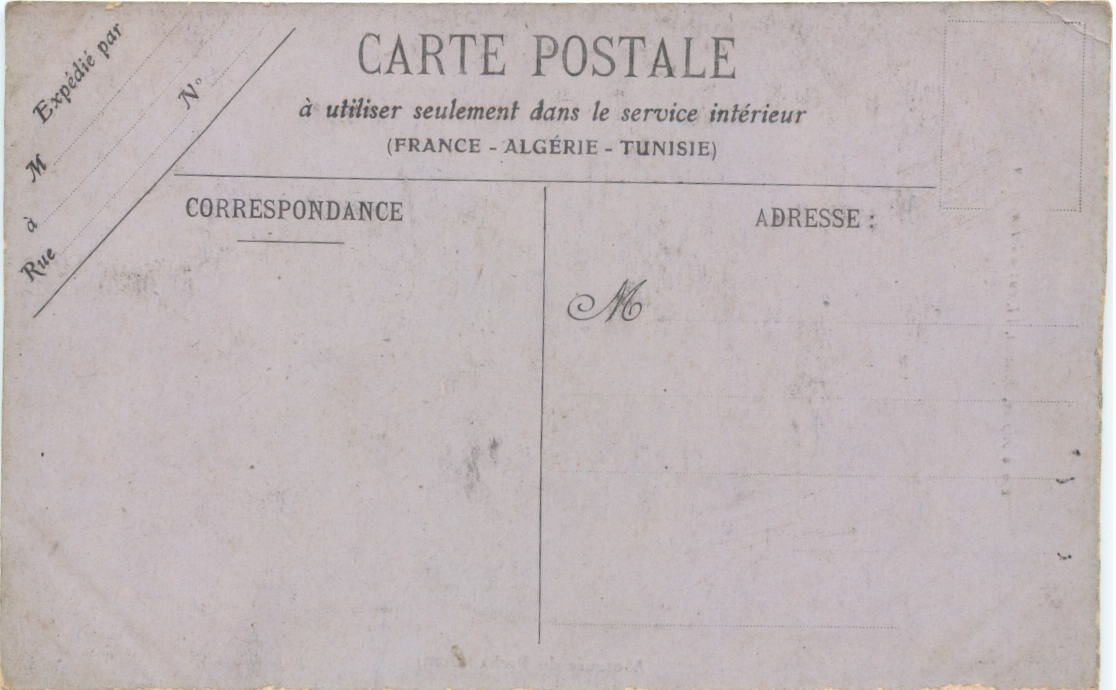 Expédié par
M
N°
à
Rue
CARTE POSTALE
à utiliser seulement dans le service intérieur
(FRANCE - ALGÉRIE - TUNISIE)
CORRESPONDANCE
ADRESSE :
M